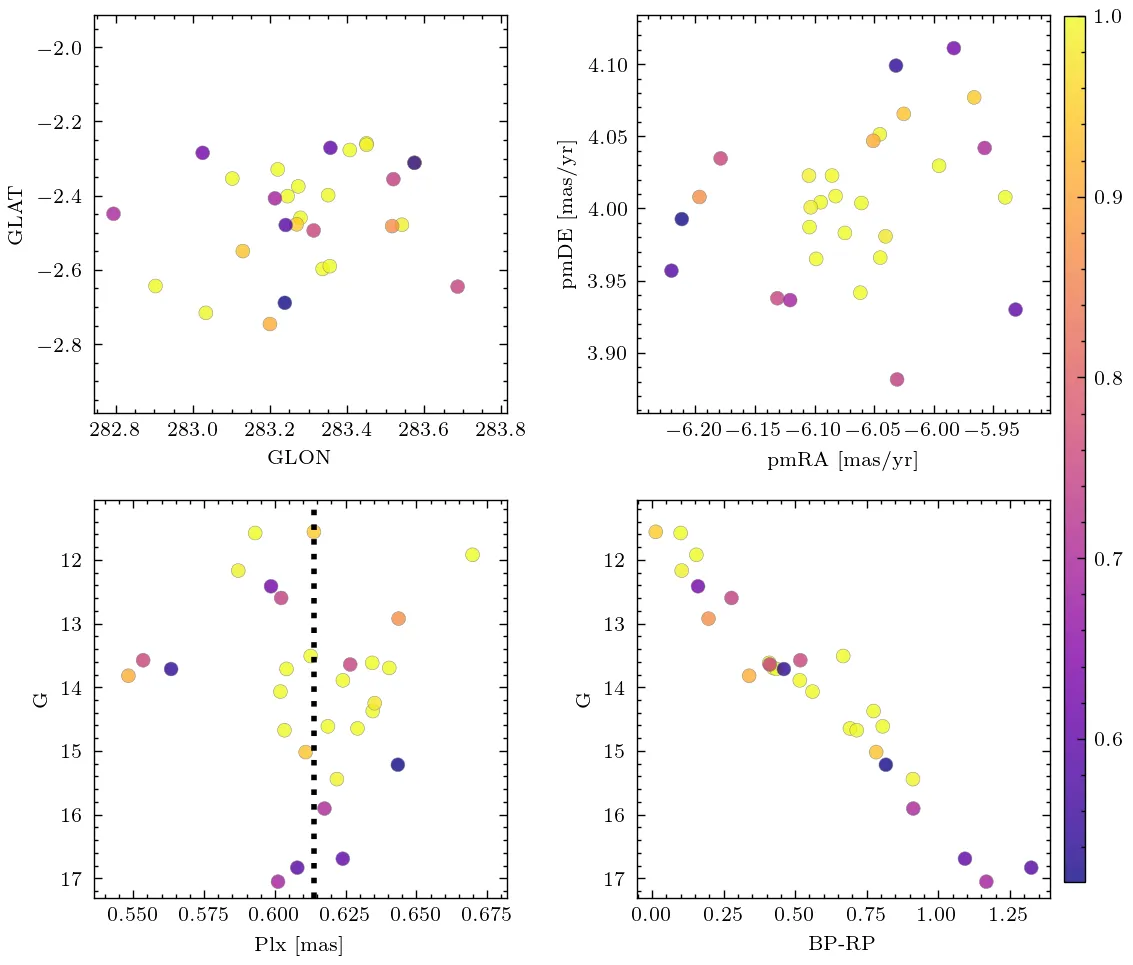 −2.0
−2.2
−2.4
−2.6
−2.8
GLAT
282.8 283.0 283.2 283.4 283.6 283.8
GLON
4.10
4.05
4.00
3.95
3.90
pmDE [mas/yr]
−6.20 −6.15 −6.10 −6.05 −6.00 −5.95
pmRA [mas/yr]
1.0
0.9
0.8
0.7
0.6
12
13
14
15
16
17
G
0.550 0.575 0.600 0.625 0.650 0.675
Plx [mas]
12
13
14
15
16
17
G
0.00 0.25 0.50 0.75 1.00 1.25
BP-RP